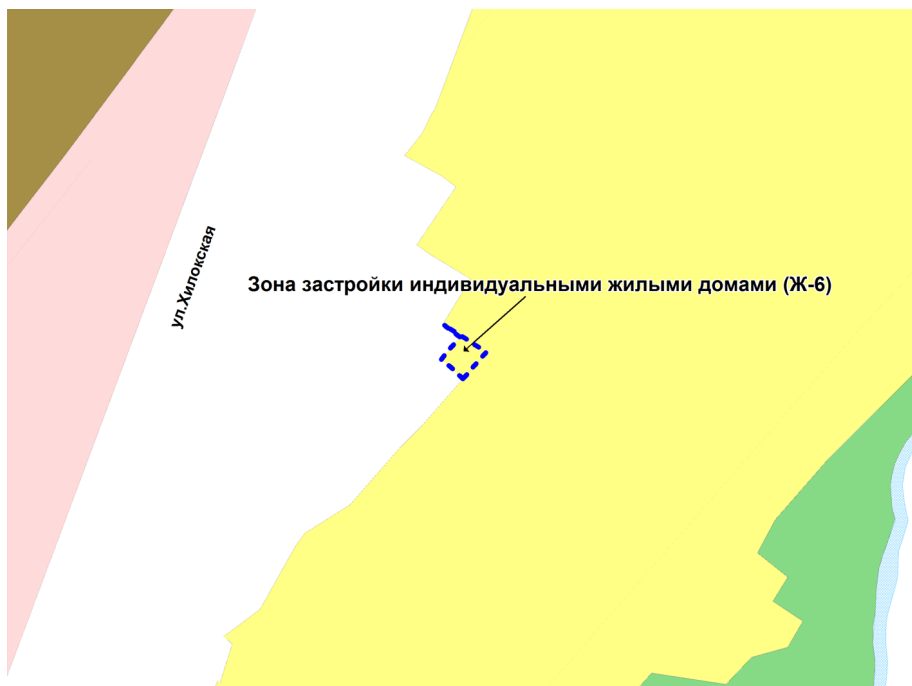 ул.Хилокская
Зона застройки индивидуальными жилыми домами (Ж-6)